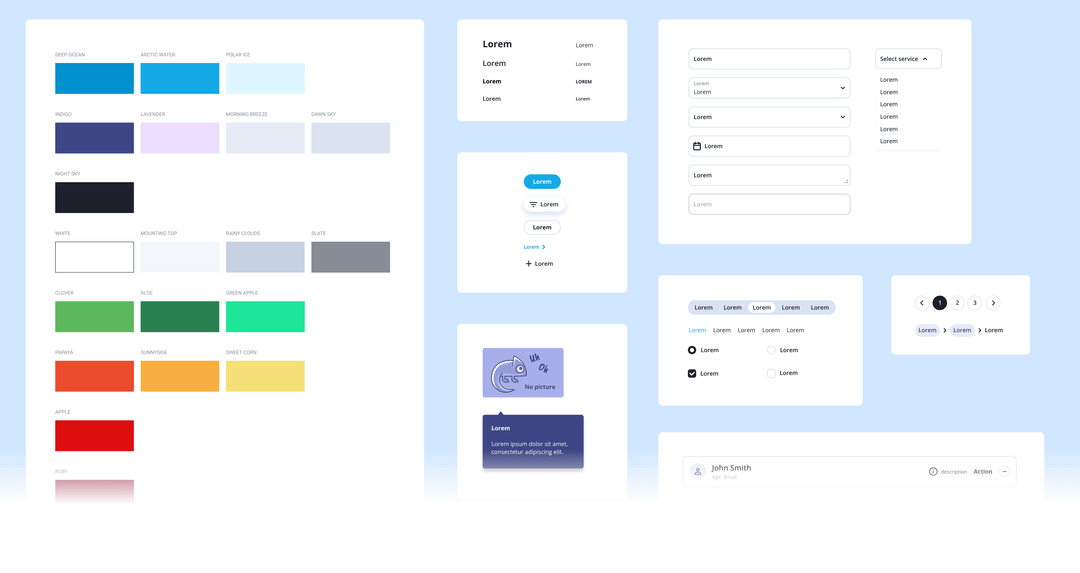 DEEP OCEAN ARCTIC WATER POLAR ICE
INDIGO LAVENDER MORNING BREEZE DAWN SKY
NIGHT SKY
WHITE MOUNTING TOP RAINY CLOUDS SLATE
CLOVER ALOE GREEN APPLE
PAPAYA SUNNYSIDE SWEET CORN
APPLE
RUBY
Lorem Lorem
Lorem Lorem
Lorem LOREM
Lorem Lorem
Lorem
Lorem
Lorem
Lorem
Lorem
Uh
Oh
No picture
Lorem
Lorem ipsum dolor sit amet,
consectetur adipiscing elit.
Lorem
Lorem
Lorem
Lorem
Lorem
Lorem
Lorem
Select service
Lorem
Lorem
Lorem
Lorem
Lorem
Lorem
Lorem Lorem Lorem Lorem Lorem
Lorem Lorem Lorem Lorem Lorem
Lorem Lorem
Lorem Lorem
1 2 3
Lorem Lorem Lorem
John Smith
Age Email
description Action